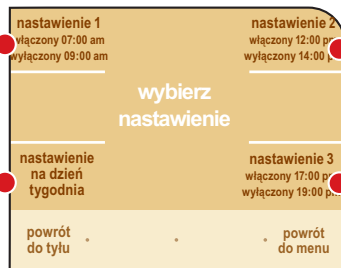 nastawienie 1
włączony 07:00 am
wyłączony 09:00 am
nastawienie 2
włączony 12:00
wyłączony 14:00
wybierz
nastawienie
nastawienie
na dzień
tygodnia
nastawienie 3
włączony 17:00
wyłączony 19:00
powrót
do tyłu
powrót
do menu